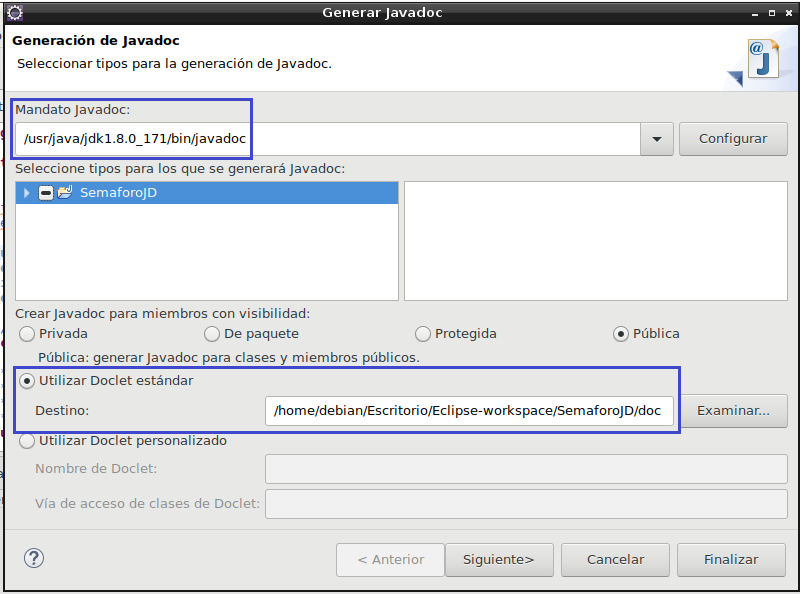 Generar Javadoc
Generación de Javadoc
Seleccionar tipos para la generación de Javadoc.
@
J
Mandato Javadoc:
/usr/java/jdk1.8.0_171/bin/javadoc
Configurar
Seleccione tipos para los que se generará Javadoc:
SemaforoJD
Crear Javadoc para miembros con visibilidad:
Privada De paquete Protegida Pública
Pública: generar Javadoc para clases y miembros públicos.
Utilizar Doclet estándar
Destino: /home/debian/Escritorio/Eclipse-workspace/SemaforoJD/doc Examinar...
Utilizar Doclet personalizado
Nombre de Doclet:
Vía de acceso de clases de Doclet:
? < Anterior Siguiente> Cancelar Finalizar